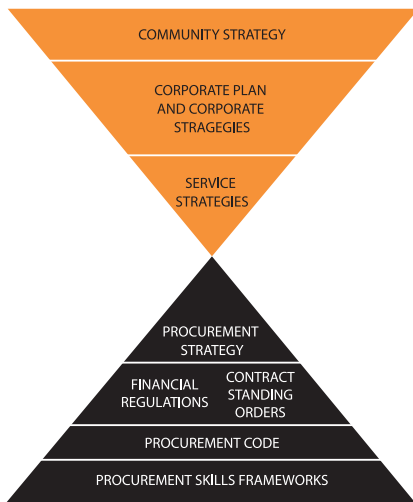 COMMUNITY STRATEGY
CORPORATE PLAN
AND CORPORATE
STRAGEGIES
SERVICE
STRATEGIES
PROCUREMENT
STRATEGY
FINANCIAL
REGULATIONS
CONTRACT
STANDING
ORDERS
PROCUREMENT CODE
PROCUREMENT SKILLS FRAMEWORKS